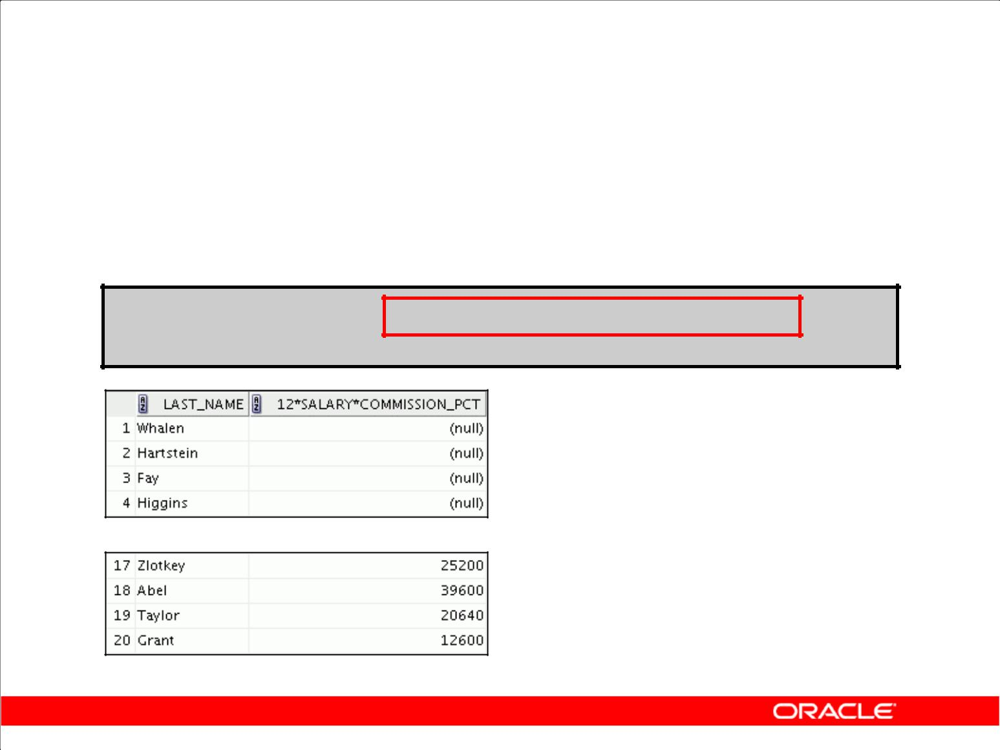 LAST_NAME 12*SALARY*COMMISSION_PCT
1 Whalen (null)
2 Hartstein (null)
3 Fay (null)
4 Higgins (null)
17 Zlotkey 25200
18 Abel 39600
19 Taylor 20640
20 Grant 12600
ORACLE